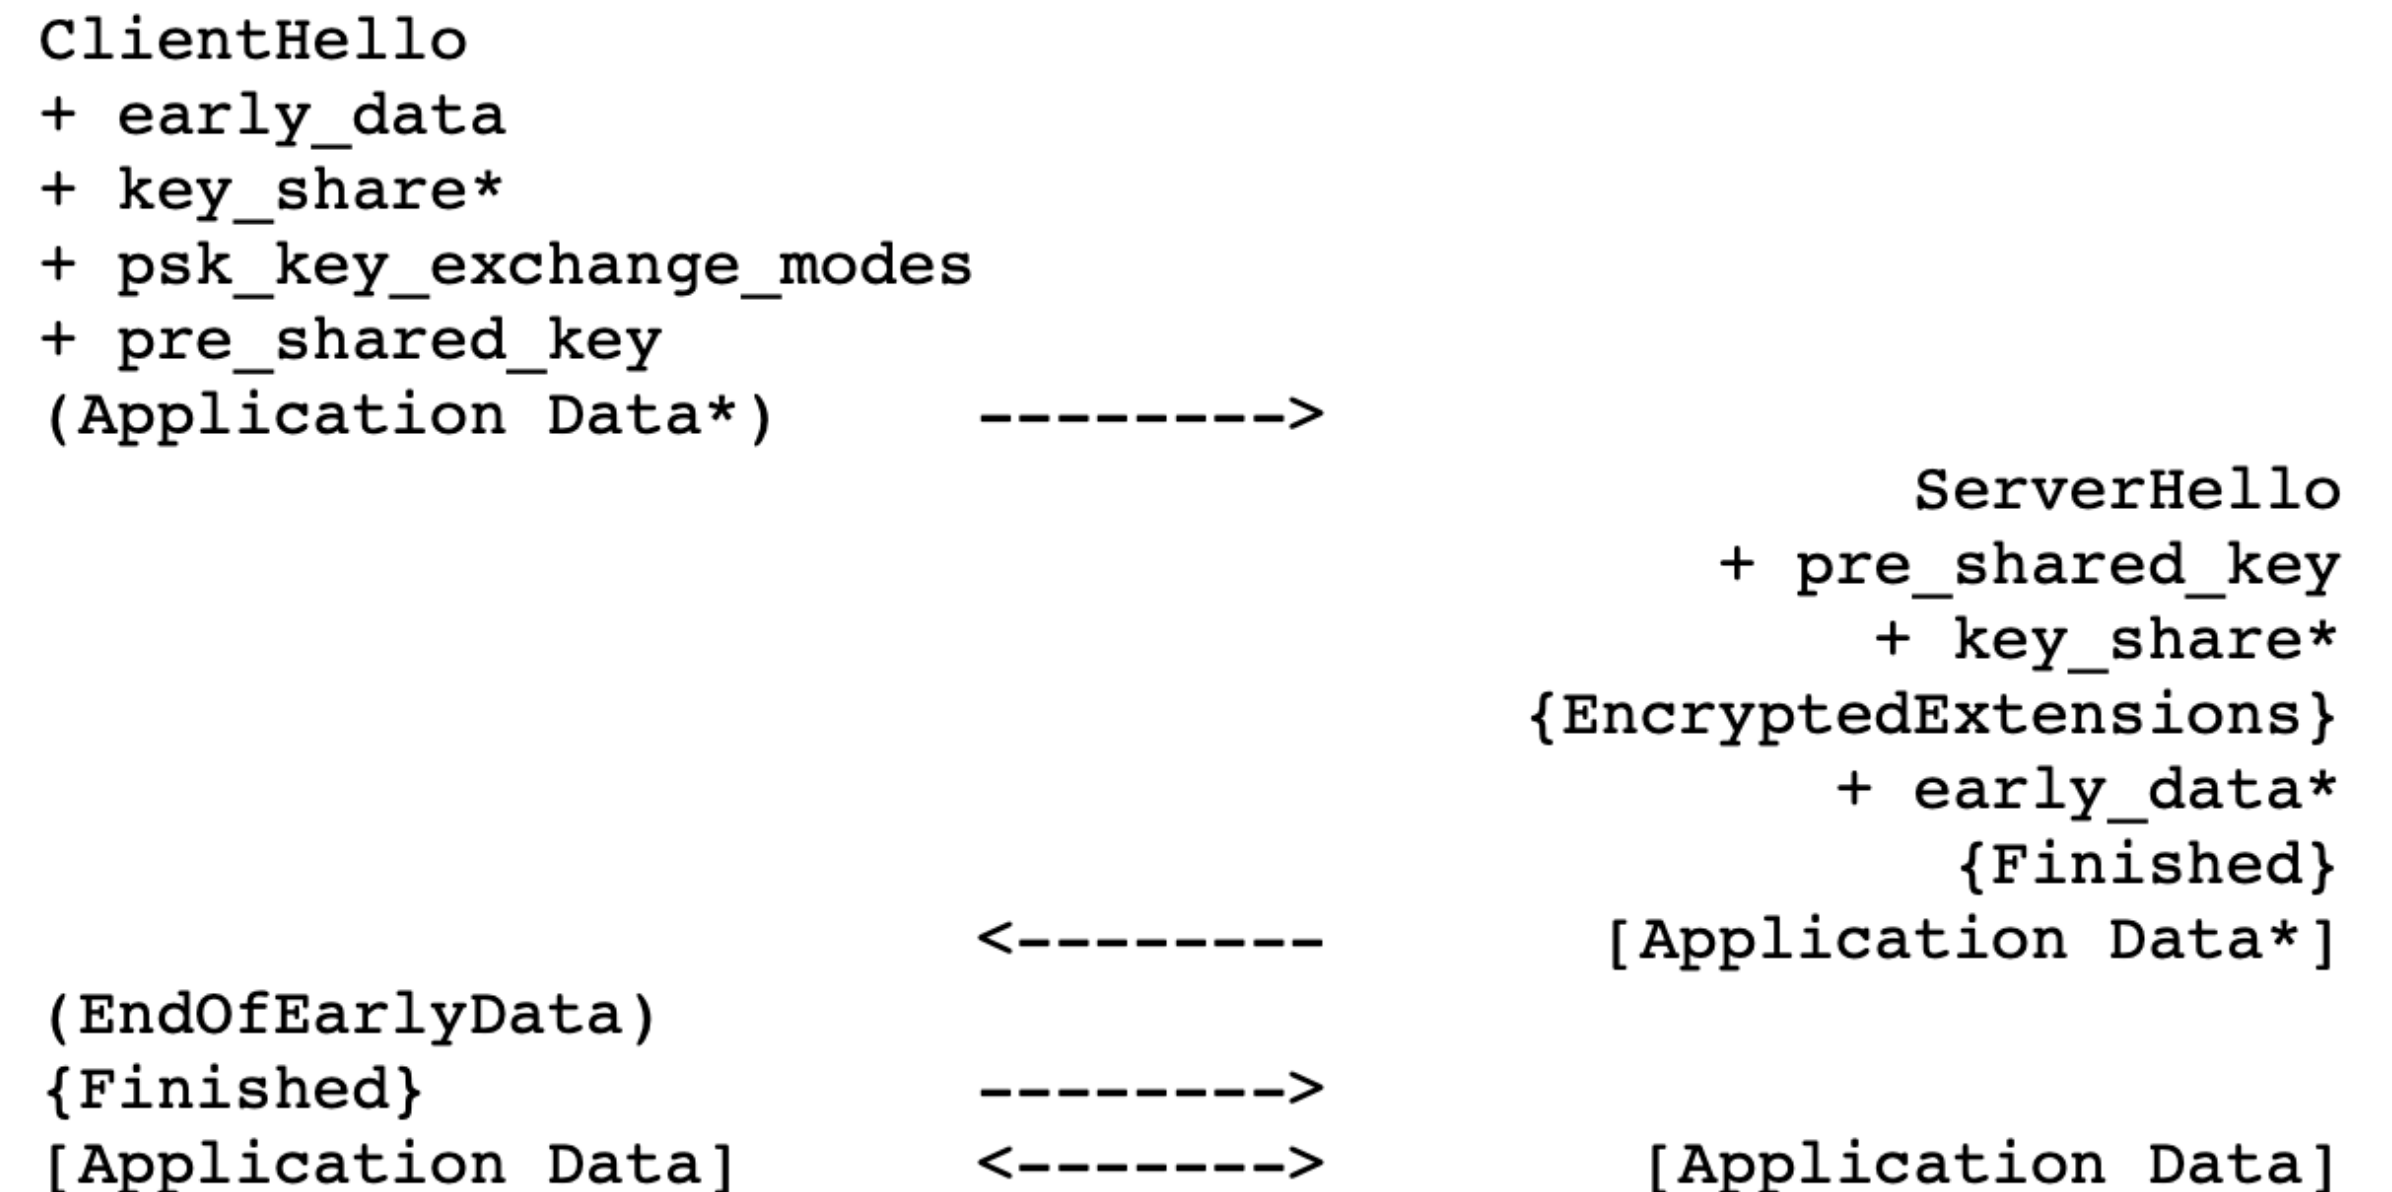 ClientHello
+ early_data
+ key_share*
+ psk_key_exchange_modes
+ pre_shared_key
(Application Data*) -------->
ServerHello
+ pre_shared_key
+ key_share*
{EncryptedExtensions}
+ early_data*
{Finished}
<-------- [Application Data*]
(EndOfEarlyData)
{Finished} -------->
[Application Data] <-------> [Application Data]